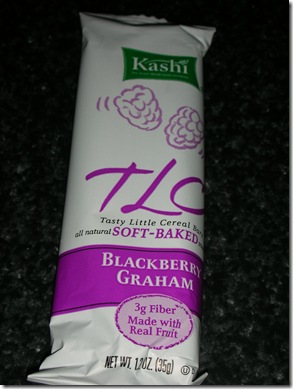 Kashi
TLC
Tasty Little Cereal
all natural SOFT-BAKED
BLACKBERRY
GRAHAM
3g Fiber
Made with
Real Fruit
NET WT. 1.2OZ. (35g)